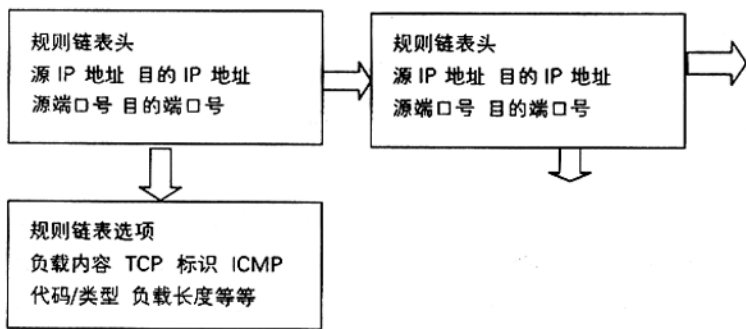 规则链表头
源 IP 地址 目的 IP 地址
源端口号 目的端口号
规则链表头
源 IP 地址 目的 IP 地址
源端口号 目的端口号
规则链表选项
负载内容 TCP 标识 ICMP
代码/类型 负载长度等等